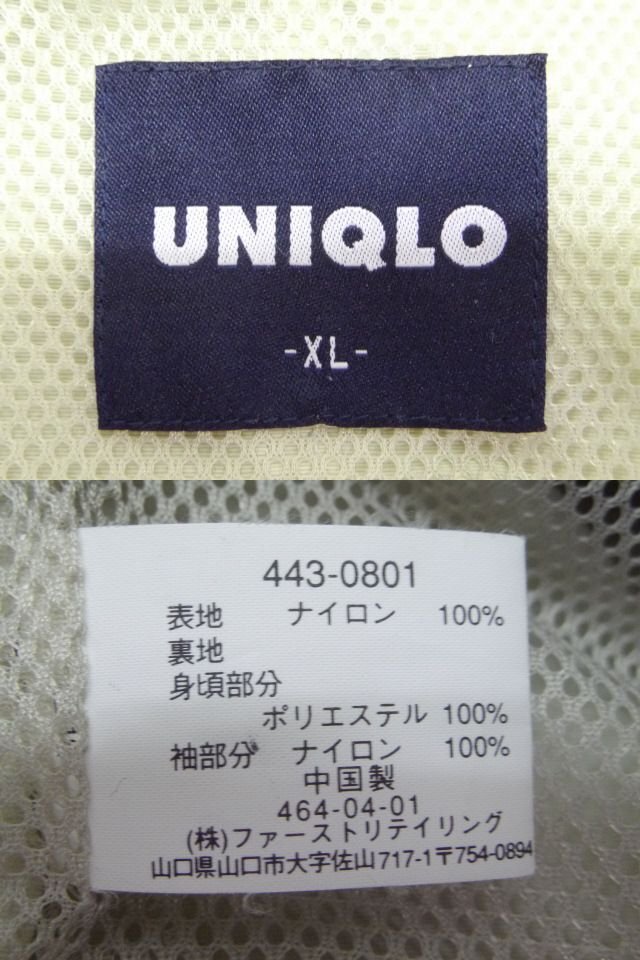 UNIQLO
-XL-
443-0801
表地 ナイロン 100%
裏地
身頃部分
ポリエステル 100%
袖部分 ナイロン 100%
中国製
464-04-01
(株)ファーストリテイリング
山口県山口市大字佐山717-1〒754-0894